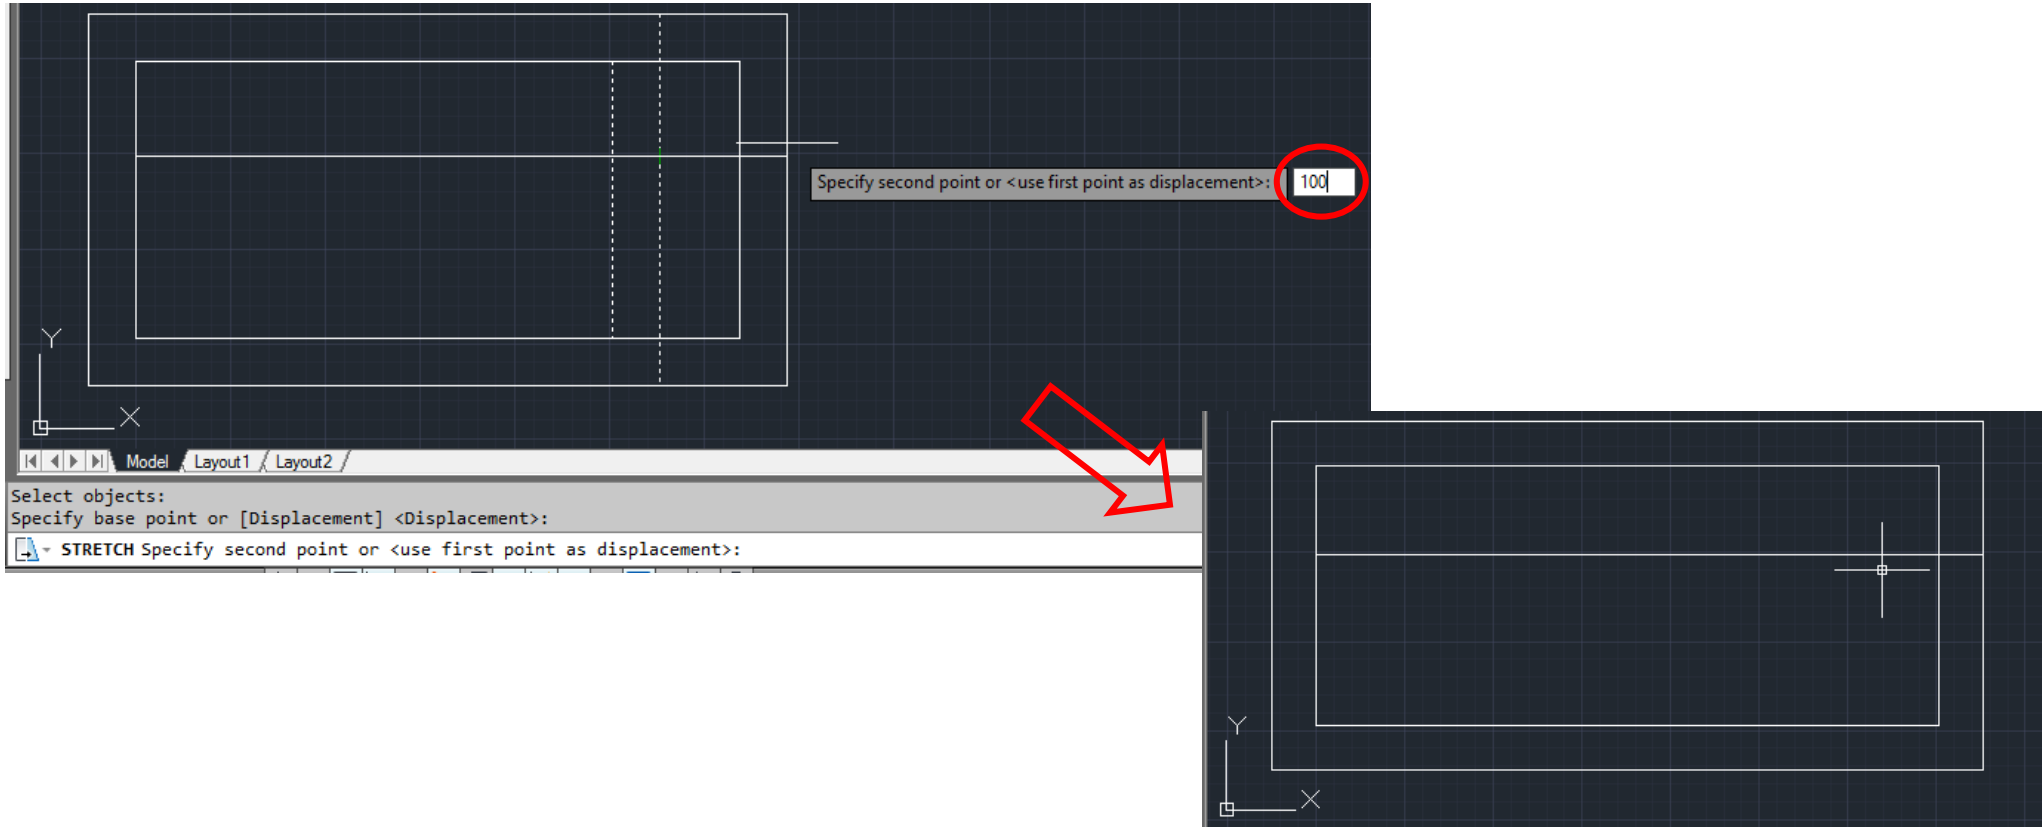 Specify second point or <use first point as displacement>: 100
Y
X
Model Layout1 Layout2
Select objects:
Specify base point or [Displacement] <Displacement>:
STRETCH Specify second point or <use first point as displacement>:
Y
X